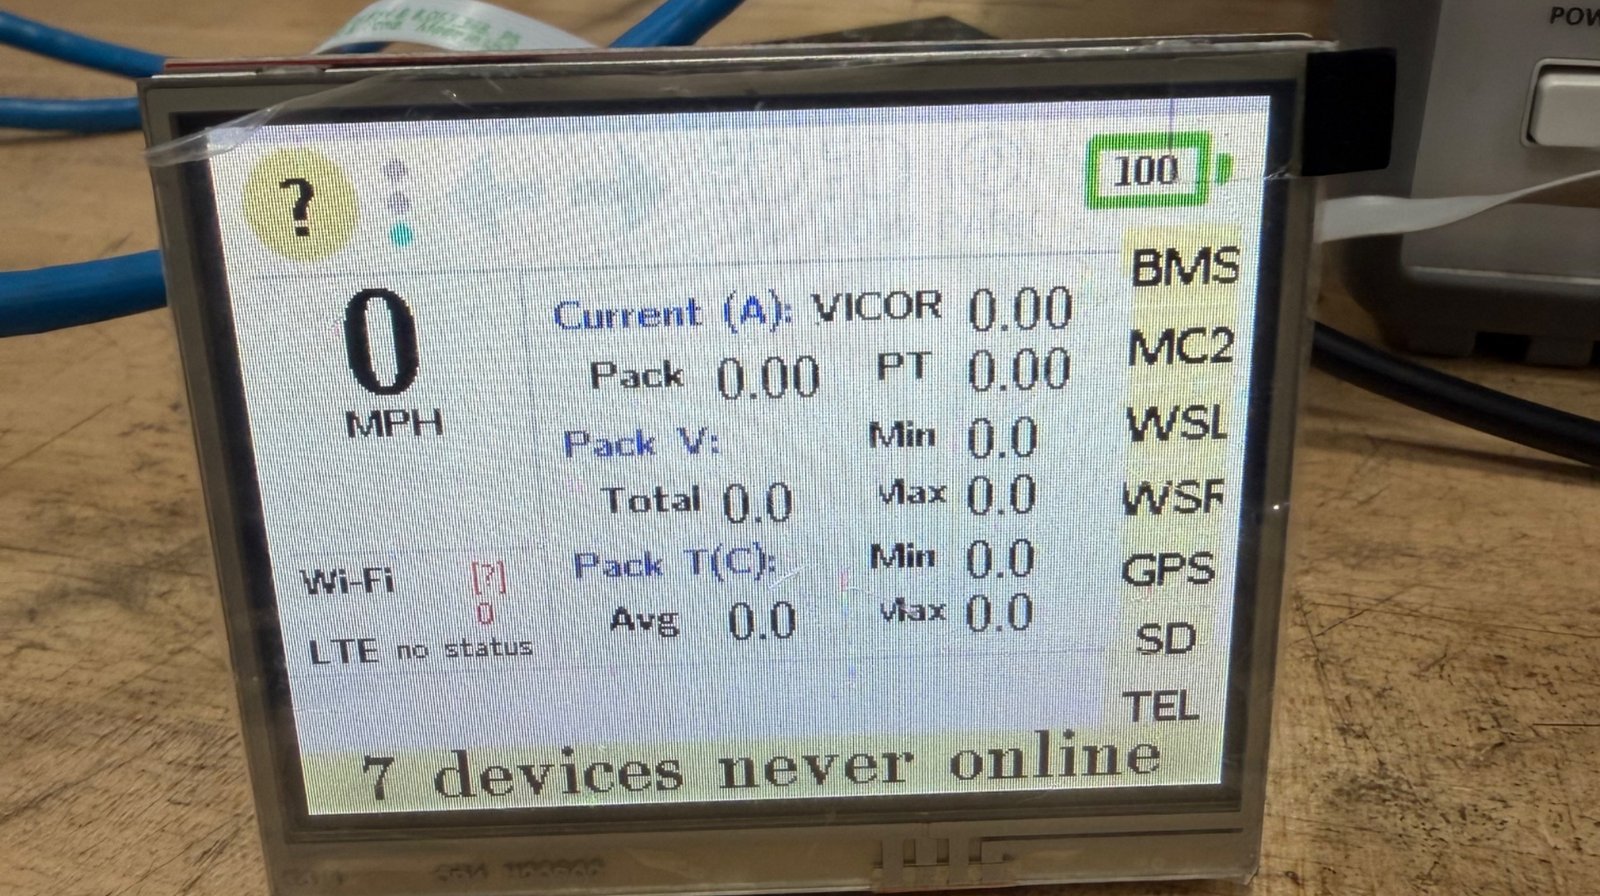 POW
?
100
0
MPH
Current (A): VICOR 0.00
Pack 0.00 PT 0.00
Pack V: Min 0.0
Total 0.0 Max 0.0
Pack T(C): Min 0.0
Avg 0.0 Max 0.0
Wi-Fi [?]
0
LTE no status
BMS
MC2
WSL
WSR
GPS
SD
TEL
7 devices never online